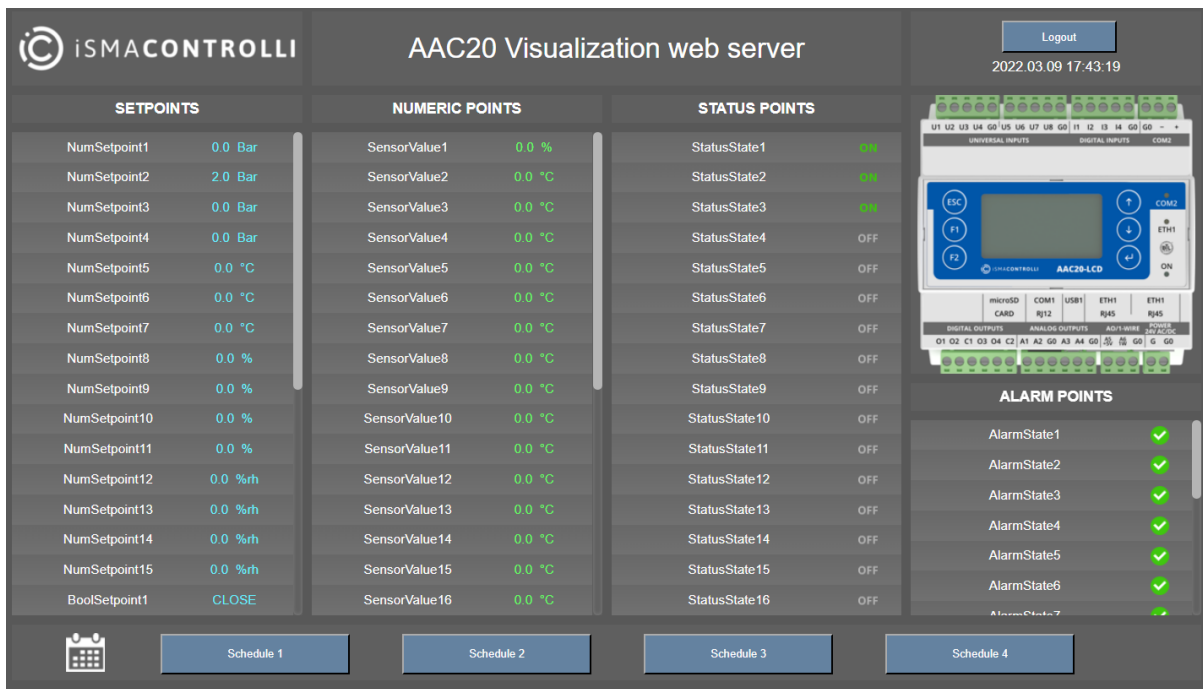 iSMACONTROLLI
AAC20 Visualization web server
Logout
2022.03.09 17:43:19
SETPOINTS
NumSetpoint1 0.0 Bar
NumSetpoint2 2.0 Bar
NumSetpoint3 0.0 Bar
NumSetpoint4 0.0 Bar
NumSetpoint5 0.0 °C
NumSetpoint6 0.0 °C
NumSetpoint7 0.0 °C
NumSetpoint8 0.0 %
NumSetpoint9 0.0 %
NumSetpoint10 0.0 %
NumSetpoint11 0.0 %
NumSetpoint12 0.0 %rh
NumSetpoint13 0.0 %rh
NumSetpoint14 0.0 %rh
NumSetpoint15 0.0 %rh
BoolSetpoint1 CLOSE
NUMERIC POINTS
SensorValue1 0.0 %
SensorValue2 0.0 °C
SensorValue3 0.0 °C
SensorValue4 0.0 °C
SensorValue5 0.0 °C
SensorValue6 0.0 °C
SensorValue7 0.0 °C
SensorValue8 0.0 °C
SensorValue9 0.0 °C
SensorValue10 0.0 °C
SensorValue11 0.0 °C
SensorValue12 0.0 °C
SensorValue13 0.0 °C
SensorValue14 0.0 °C
SensorValue15 0.0 °C
SensorValue16 0.0 °C
STATUS POINTS
StatusState1 ON
StatusState2 ON
StatusState3 ON
StatusState4 OFF
StatusState5 OFF
StatusState6 OFF
StatusState7 OFF
StatusState8 OFF
StatusState9 OFF
StatusState10 OFF
StatusState11 OFF
StatusState12 OFF
StatusState13 OFF
StatusState14 OFF
StatusState15 OFF
StatusState16 OFF
U1 U2 U3 U4 G0 U5 U6 U7 U8 G0 I1 I2 I3 I4 G0 G0 - +
UNIVERSAL INPUTS DIGITAL INPUTS COM2
ESC
F1
F2
COM2
ETH1
ON
iSMACONTROLLI AAC20-LCD
microSD COM1 USB1 ETH1 ETH1
CARD RJ12 RJ45 RJ45
DIGITAL OUTPUTS ANALOG OUTPUTS AO/1-WIRE POWER 24V AC/DC
O1 O2 C1 O3 O4 C2 A1 A2 G0 A3 A4 G0 G0 G G0
ALARM POINTS
AlarmState1
AlarmState2
AlarmState3
AlarmState4
AlarmState5
AlarmState6
AlarmState7
Schedule 1
Schedule 2
Schedule 3
Schedule 4